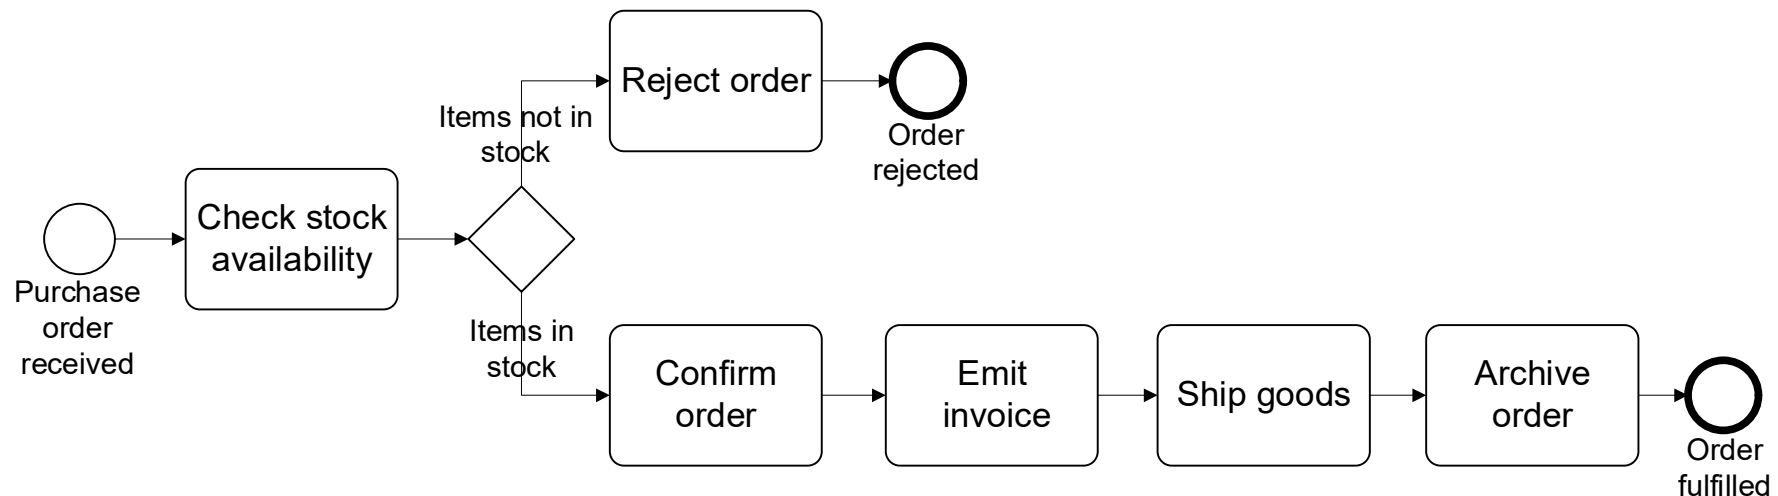 Reject order
Items not in
stock
Order
rejected
Check stock
availability
Purchase
order
received
Items in
stock
Confirm
order
Emit
invoice
Ship goods
Archive
order
Order
fulfilled